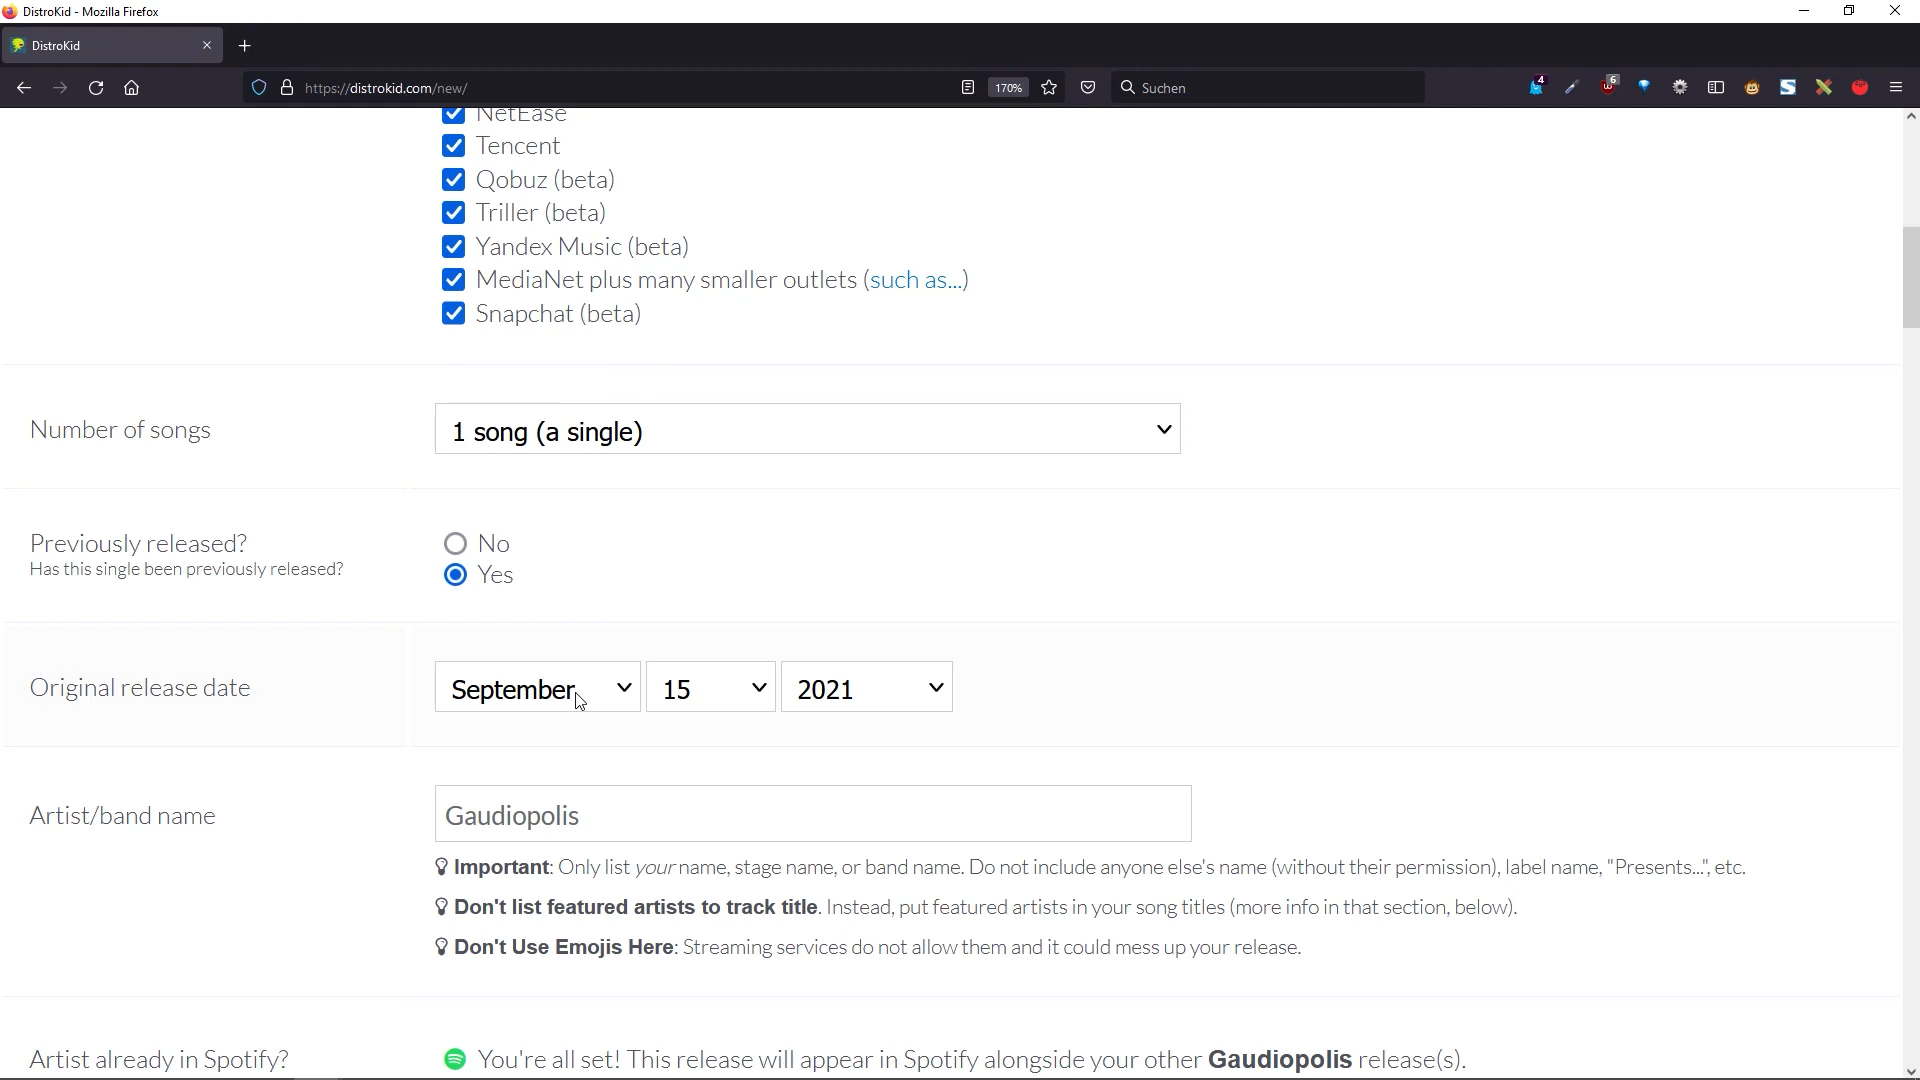 DistroKid - Mozilla Firefox
DistroKid
https://distrokid.com/new/
170%
Suchen
4
6
NetEase
Tencent
Qobuz (beta)
Triller (beta)
Yandex Music (beta)
MediaNet plus many smaller outlets (such as...)
Snapchat (beta)
Number of songs
1 song (a single)
Previously released?
Has this single been previously released?
No
Yes
Original release date
September
15
2021
Artist/band name
Gaudiopolis
Important: Only list your name, stage name, or band name. Do not include anyone else's name (without their permission), label name, "Presents...", etc.
Don't list featured artists to track title. Instead, put featured artists in your song titles (more info in that section, below).
Don't Use Emojis Here: Streaming services do not allow them and it could mess up your release.
Artist already in Spotify?
You're all set! This release will appear in Spotify alongside your other Gaudiopolis release(s).